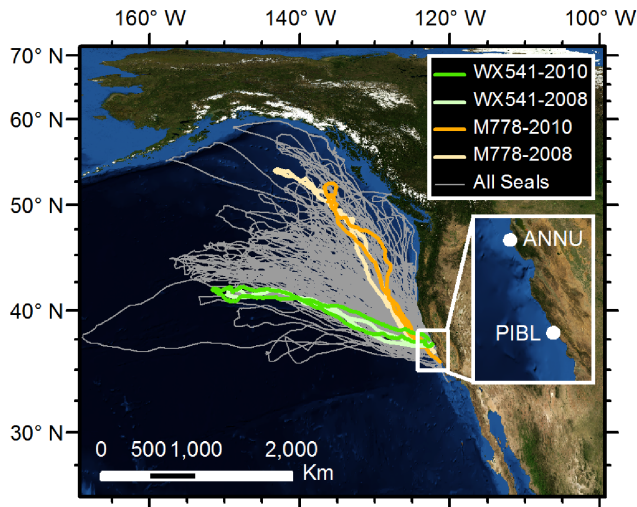 160° W 140° W 120° W 100° W
70° N
60° N
50° N
40° N
30° N
WX541-2010
WX541-2008
M778-2010
M778-2008
All Seals
ANNU
PIBL
0 500 1,000 2,000
Km